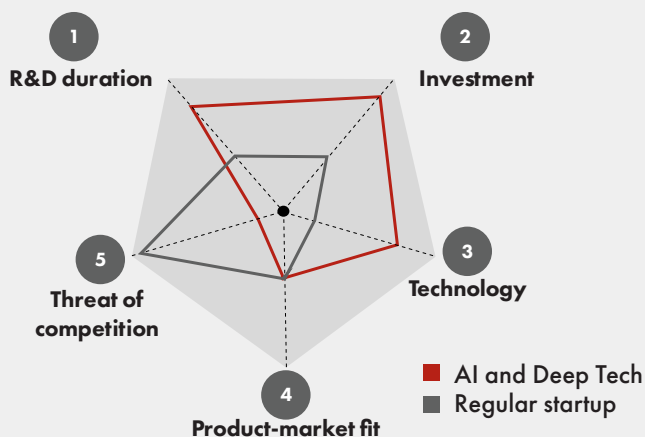 1
R&D duration
2
Investment
3
Technology
4
Product-market fit
5
Threat of
competition
AI and Deep Tech
Regular startup